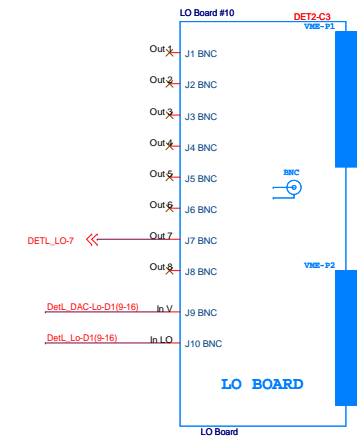 LO Board #10
DET2-C3
VME-P1
Out 1
J1 BNC
Out 2
J2 BNC
Out 3
J3 BNC
Out 4
J4 BNC
Out 5
J5 BNC
BNC
Out 6
J6 BNC
DETL_LO-7
Out 7
J7 BNC
Out 8
J8 BNC
VME-P2
DetL_DAC-Lo-D1(9-16)
In V
J9 BNC
DetL_Lo-D1(9-16)
In LO
J10 BNC
LO BOARD
LO Board